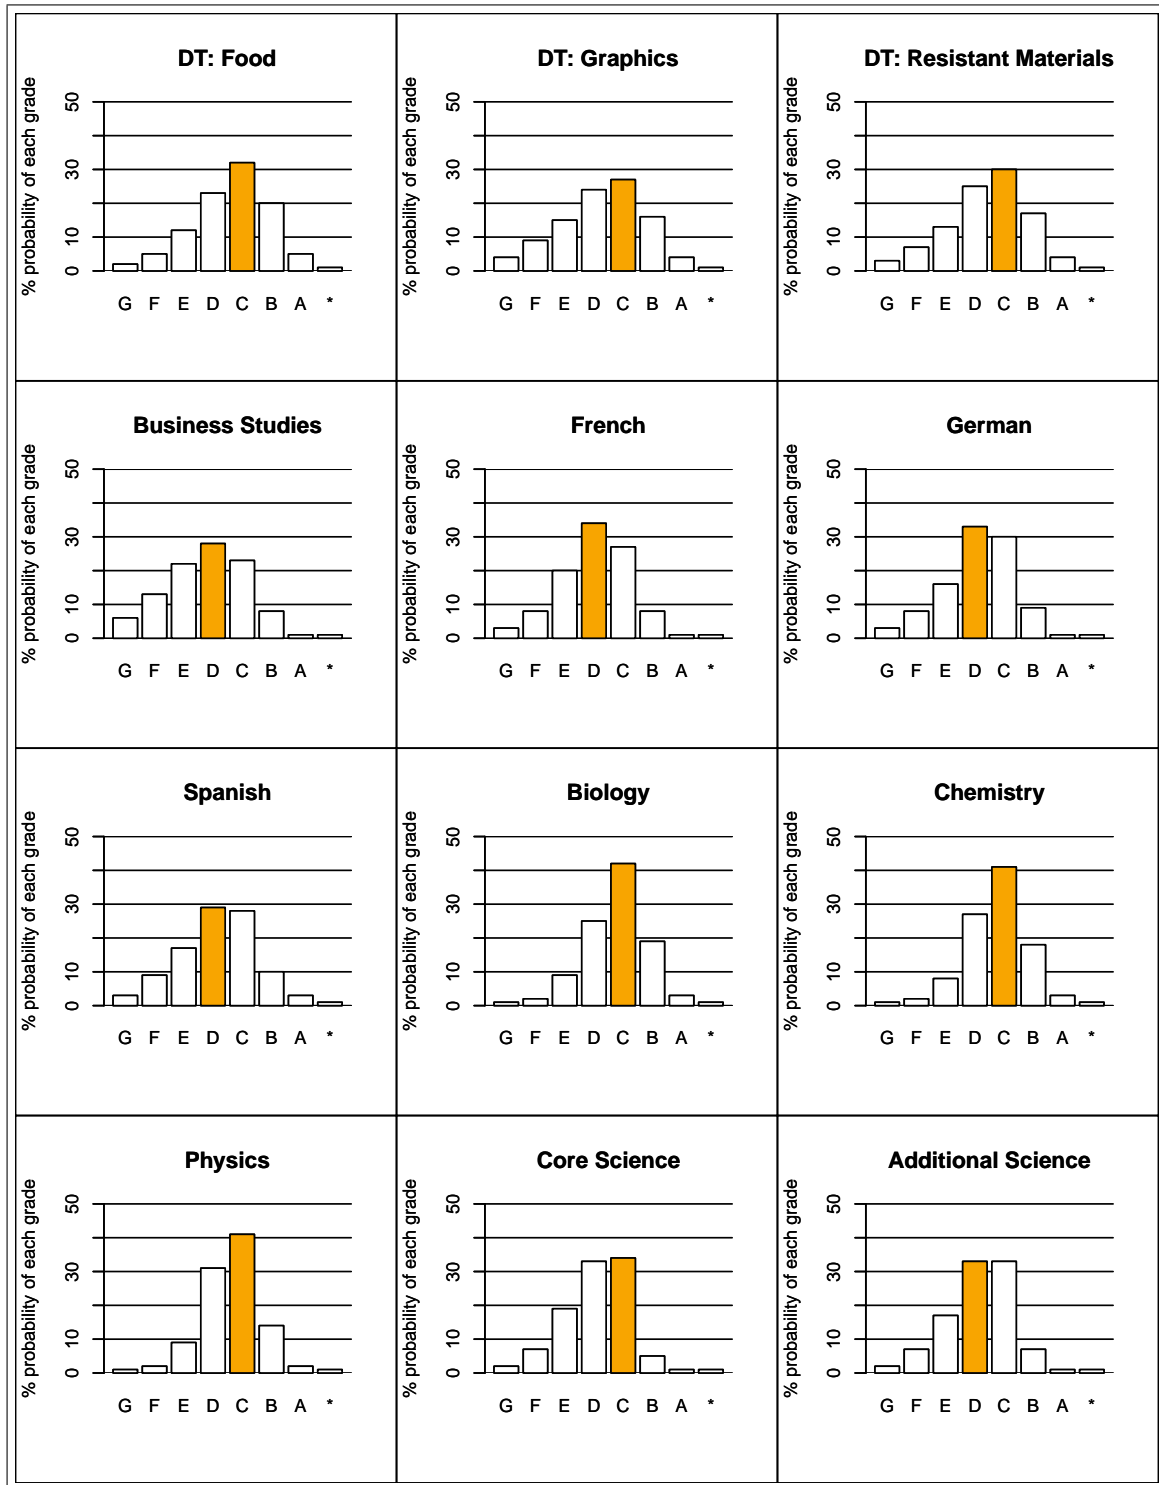 DT: Food
% probability of each grade
50
30
10
0
G F E D C B A *
DT: Graphics
% probability of each grade
50
30
10
0
G F E D C B A *
DT: Resistant Materials
% probability of each grade
50
30
10
0
G F E D C B A *
Business Studies
% probability of each grade
50
30
10
0
G F E D C B A *
French
% probability of each grade
50
30
10
0
G F E D C B A *
German
% probability of each grade
50
30
10
0
G F E D C B A *
Spanish
% probability of each grade
50
30
10
0
G F E D C B A *
Biology
% probability of each grade
50
30
10
0
G F E D C B A *
Chemistry
% probability of each grade
50
30
10
0
G F E D C B A *
Physics
% probability of each grade
50
30
10
0
G F E D C B A *
Core Science
% probability of each grade
50
30
10
0
G F E D C B A *
Additional Science
% probability of each grade
50
30
10
0
G F E D C B A *